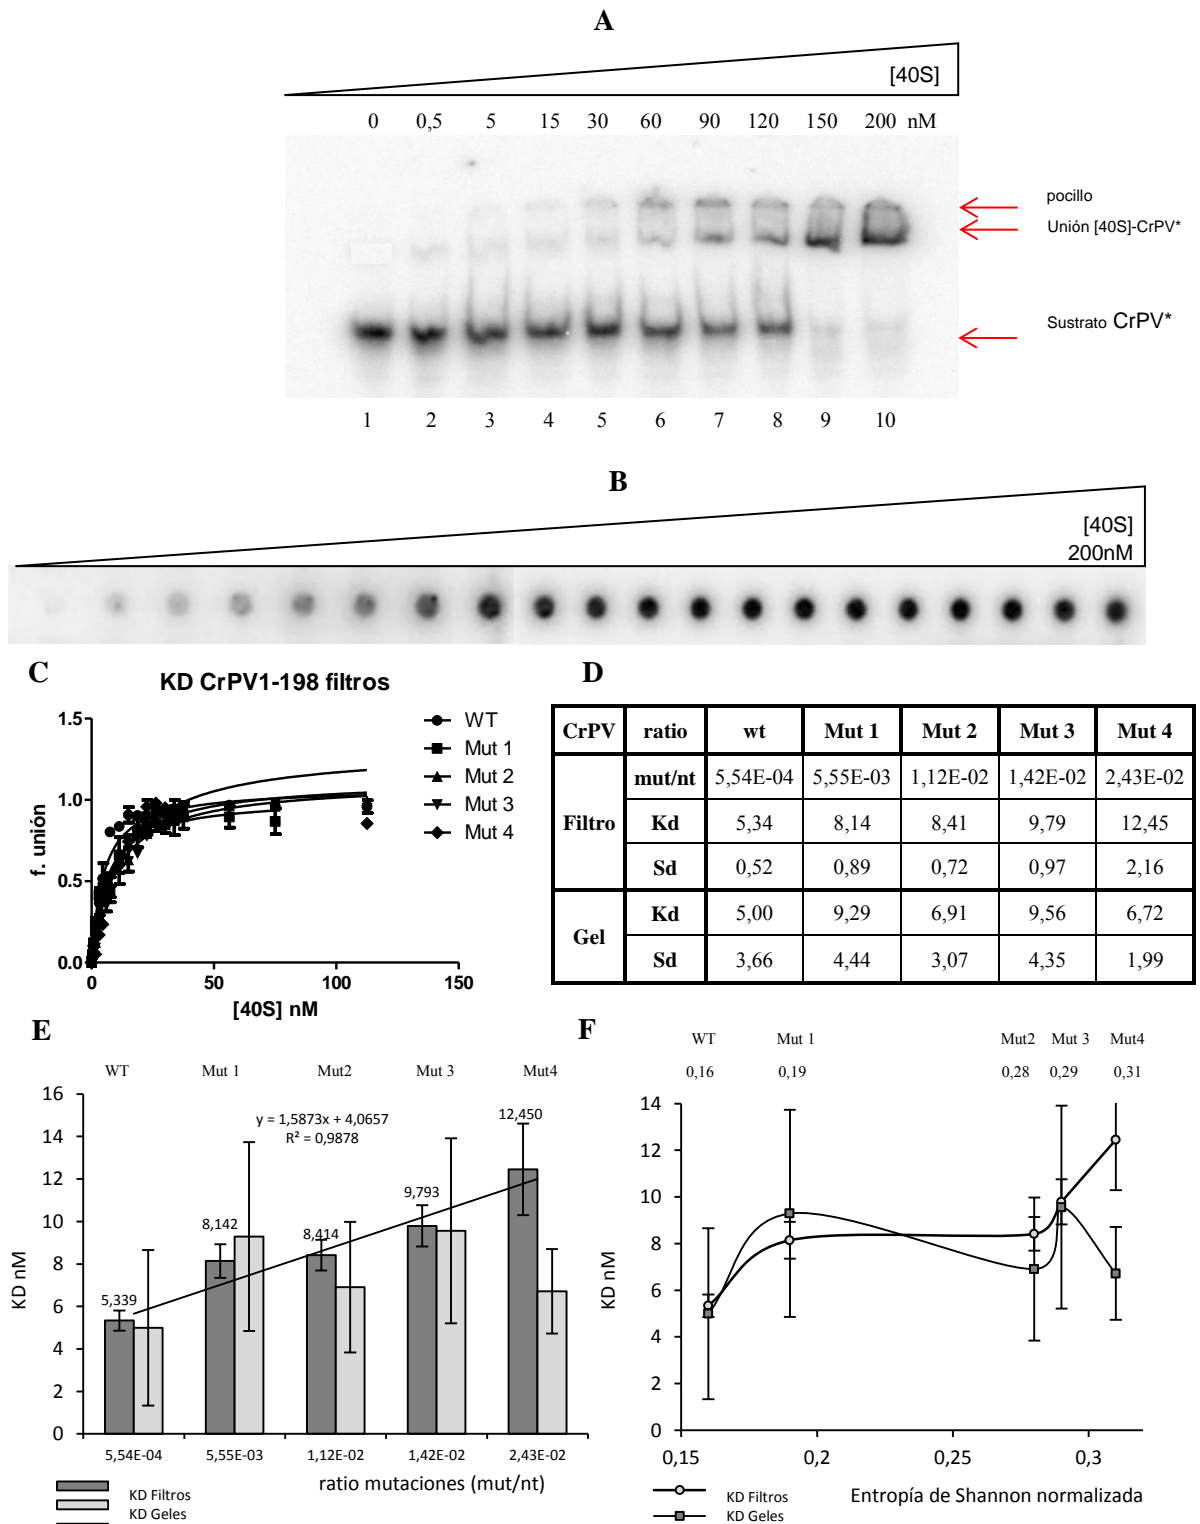 A
[40S]
0 0,5 5 15 30 60 90 120 150 200 nM
pocillo
Unión [40S]-CrPV*
Sustrato CrPV*
1 2 3 4 5 6 7 8 9 10
B
[40S]
200nM
C
KD CrPV1-198 filtros
1.5
1.0
0.5
0.0
0 50 100 150
f. unión
[40S] nM
WT
Mut 1
Mut 2
Mut 3
Mut 4
D
CrPV ratio wt Mut 1 Mut 2 Mut 3 Mut 4
Filtro
mut/nt 5,54E-04 5,55E-03 1,12E-02 1,42E-02 2,43E-02
Kd 5,34 8,14 8,41 9,79 12,45
Sd 0,52 0,89 0,72 0,97 2,16
Gel
Kd 5,00 9,29 6,91 9,56 6,72
Sd 3,66 4,44 3,07 4,35 1,99
E
WT Mut 1 Mut2 Mut 3 Mut4
16
14
12
10
8
6
4
2
0
KD nM
y = 1,5873x + 4,0657
R² = 0,9878
5,339
8,142
8,414
9,793
12,450
5,54E-04 5,55E-03 1,12E-02 1,42E-02 2,43E-02
ratio mutaciones (mut/nt)
KD Filtros
KD Geles
F
WT Mut 1 Mut2 Mut 3 Mut4
0,16 0,19 0,28 0,29 0,31
14
12
10
8
6
4
2
0
KD nM
0,15 0,2 0,25 0,3
Entropía de Shannon normalizada
KD Filtros
KD Geles